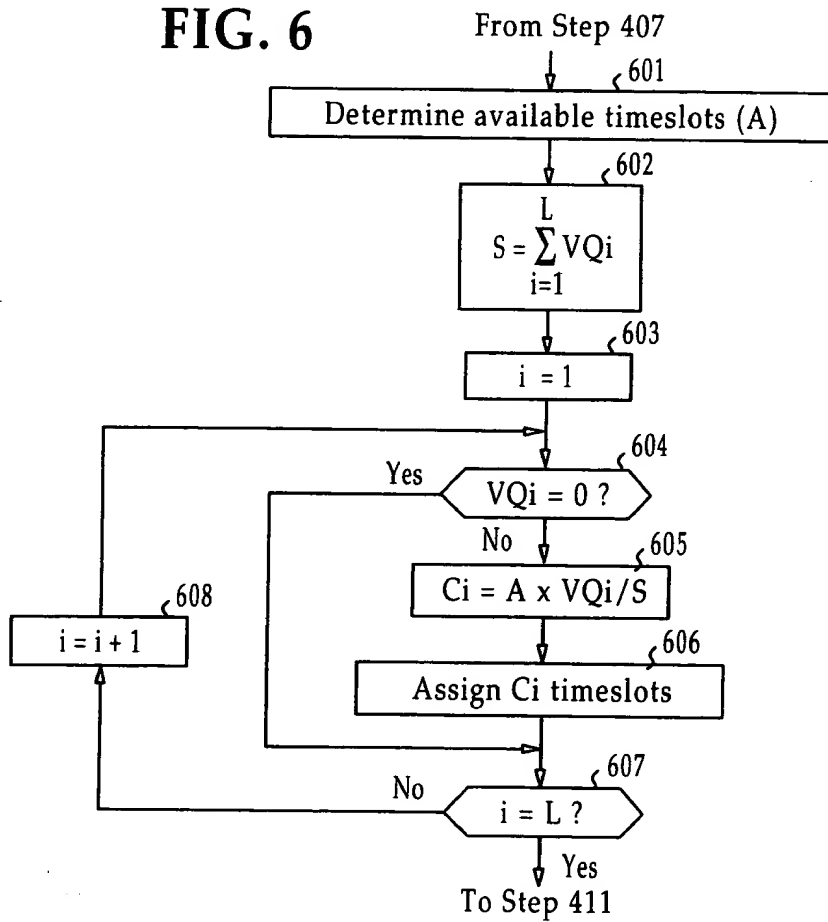 FIG. 6
From Step 407
601
Determine available timeslots (A)
602
L
S = ∑ VQi
i=1
603
i = 1
604
Yes
VQi = 0 ?
No
605
Ci = A x VQi/S
608
i = i + 1
606
Assign Ci timeslots
607
No
i = L ?
Yes
To Step 411